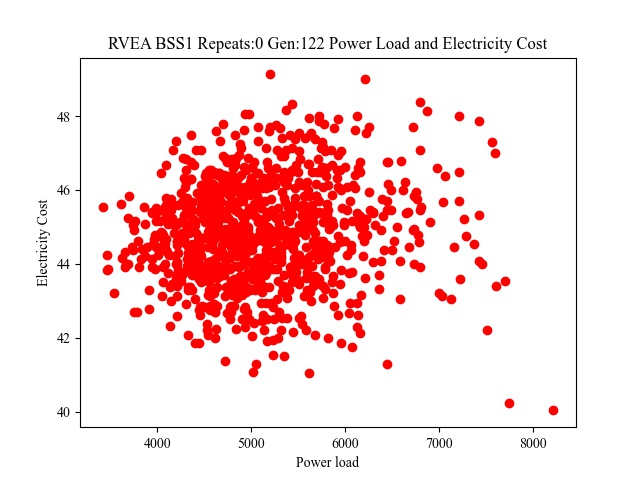 RVEA BSS1 Repeats:0 Gen:122 Power Load and Electricity Cost
48
46
44
42
40
Electricity Cost
4000 5000 6000 7000 8000
Power load